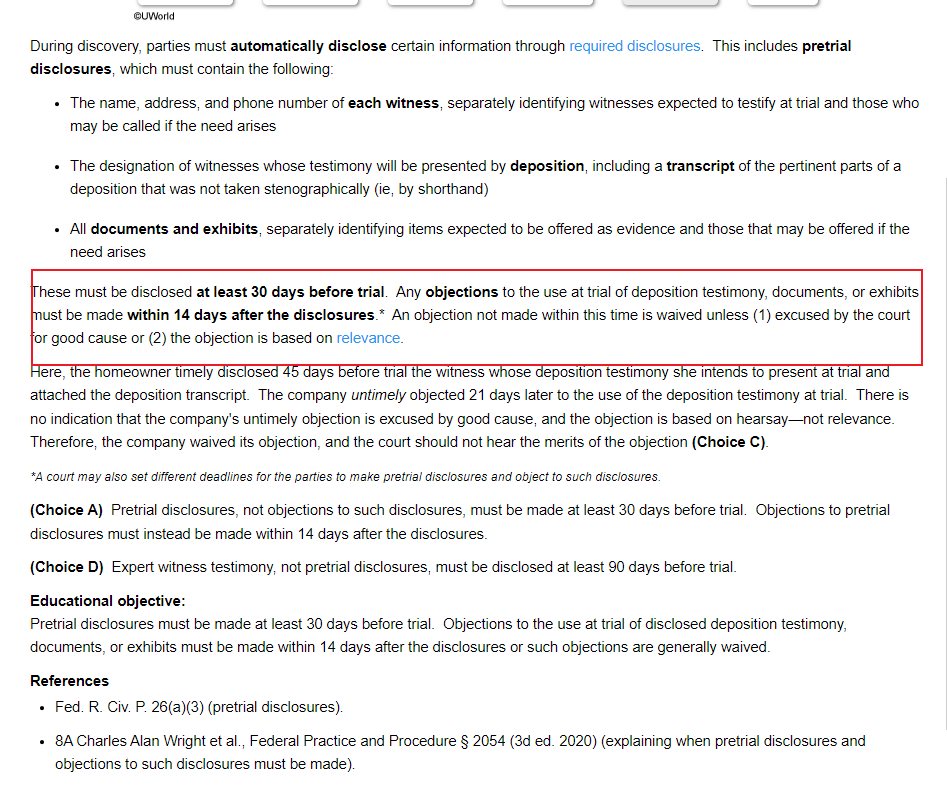 ©UWorld
During discovery, parties must automatically disclose certain information through required disclosures. This includes pretrial
disclosures, which must contain the following:
• The name, address, and phone number of each witness, separately identifying witnesses expected to testify at trial and those who
may be called if the need arises
• The designation of witnesses whose testimony will be presented by deposition, including a transcript of the pertinent parts of a
deposition that was not taken stenographically (ie, by shorthand)
• All documents and exhibits, separately identifying items expected to be offered as evidence and those that may be offered if the
need arises
These must be disclosed at least 30 days before trial. Any objections to the use at trial of deposition testimony, documents, or exhibits
must be made within 14 days after the disclosures.* An objection not made within this time is waived unless (1) excused by the court
for good cause or (2) the objection is based on relevance.
Here, the homeowner timely disclosed 45 days before trial the witness whose deposition testimony she intends to present at trial and
attached the deposition transcript. The company untimely objected 21 days later to the use of the deposition testimony at trial. There is
no indication that the company's untimely objection is excused by good cause, and the objection is based on hearsay—not relevance.
Therefore, the company waived its objection, and the court should not hear the merits of the objection (Choice C).
*A court may also set different deadlines for the parties to make pretrial disclosures and object to such disclosures.
(Choice A) Pretrial disclosures, not objections to such disclosures, must be made at least 30 days before trial. Objections to pretrial
disclosures must instead be made within 14 days after the disclosures.
(Choice D) Expert witness testimony, not pretrial disclosures, must be disclosed at least 90 days before trial.
Educational objective:
Pretrial disclosures must be made at least 30 days before trial. Objections to the use at trial of disclosed deposition testimony,
documents, or exhibits must be made within 14 days after the disclosures or such objections are generally waived.
References
• Fed. R. Civ. P. 26(a)(3) (pretrial disclosures).
• 8A Charles Alan Wright et al., Federal Practice and Procedure § 2054 (3d ed. 2020) (explaining when pretrial disclosures and
objections to such disclosures must be made).